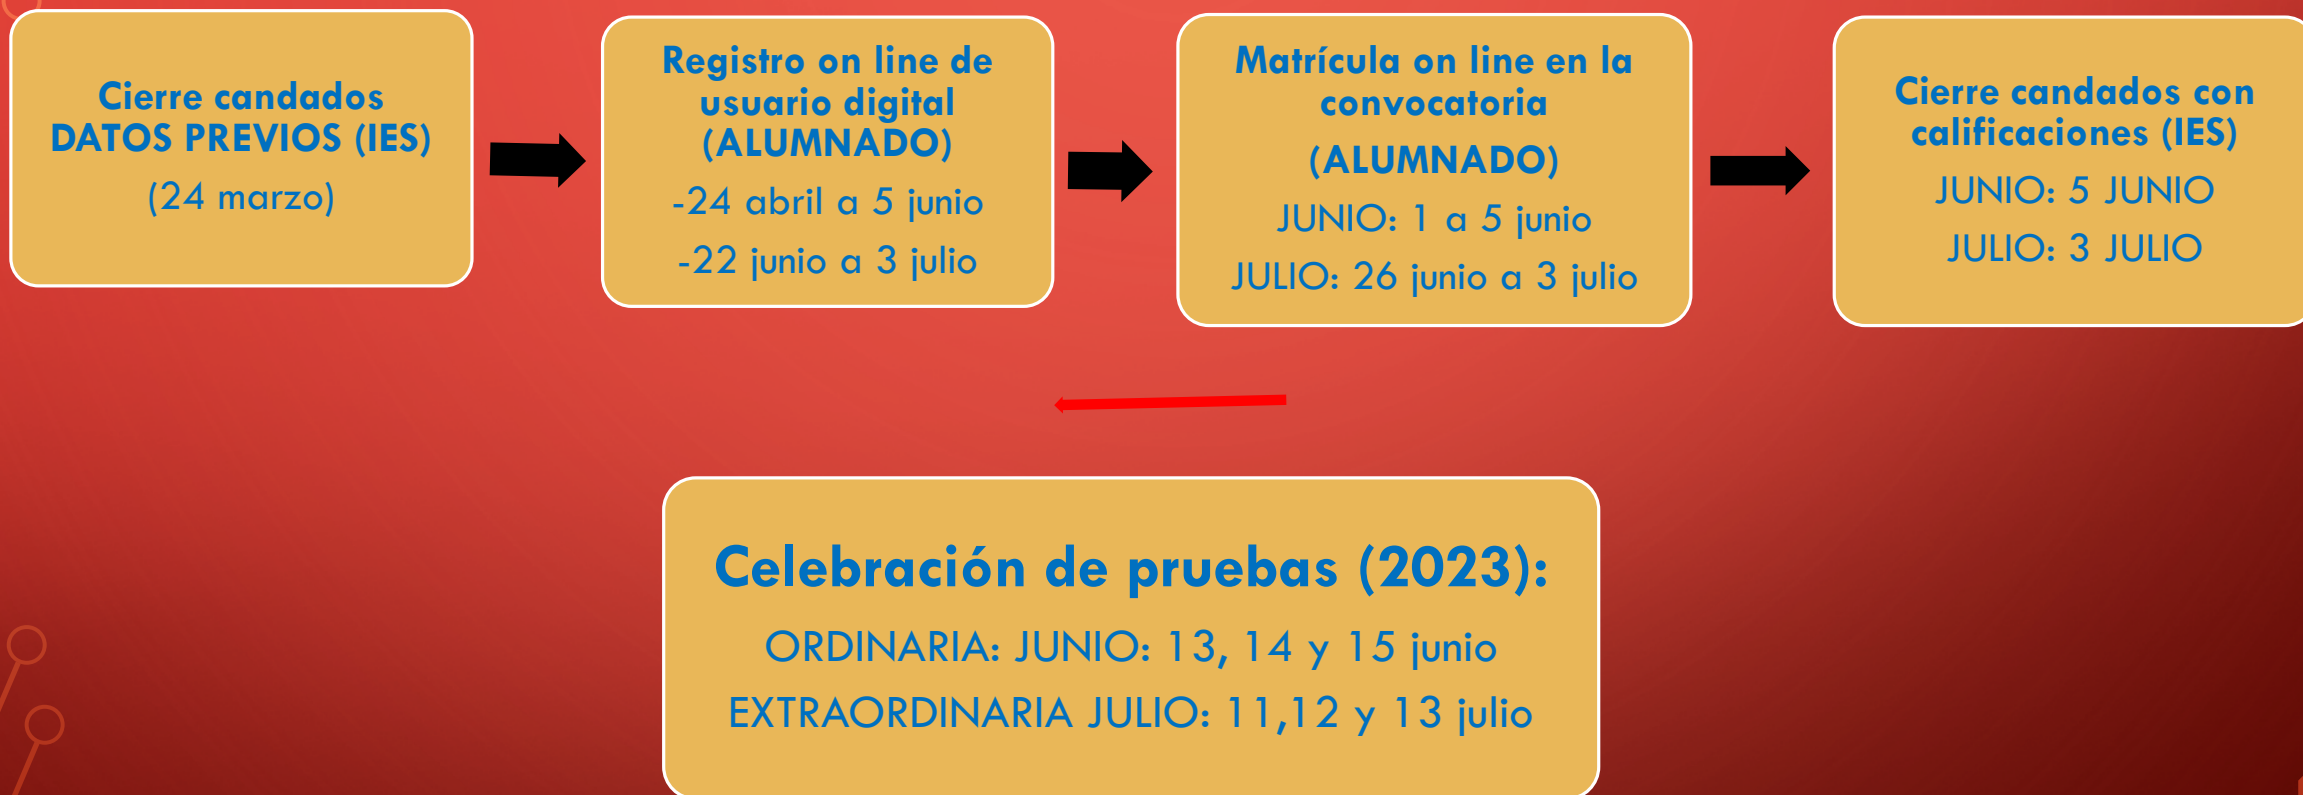 Cierre candados
DATOS PREVIOS (IES)
(24 marzo)
Registro on line de
usuario digital
(ALUMNADO)
-24 abril a 5 junio
-22 junio a 3 julio
Matrícula on line en la
convocatoria
(ALUMNADO)
JUNIO: 1 a 5 junio
JULIO: 26 junio a 3 julio
Cierre candados con
calificaciones (IES)
JUNIO: 5 JUNIO
JULIO: 3 JULIO
Celebración de pruebas (2023):
ORDINARIA: JUNIO: 13, 14 y 15 junio
EXTRAORDINARIA JULIO: 11,12 y 13 julio